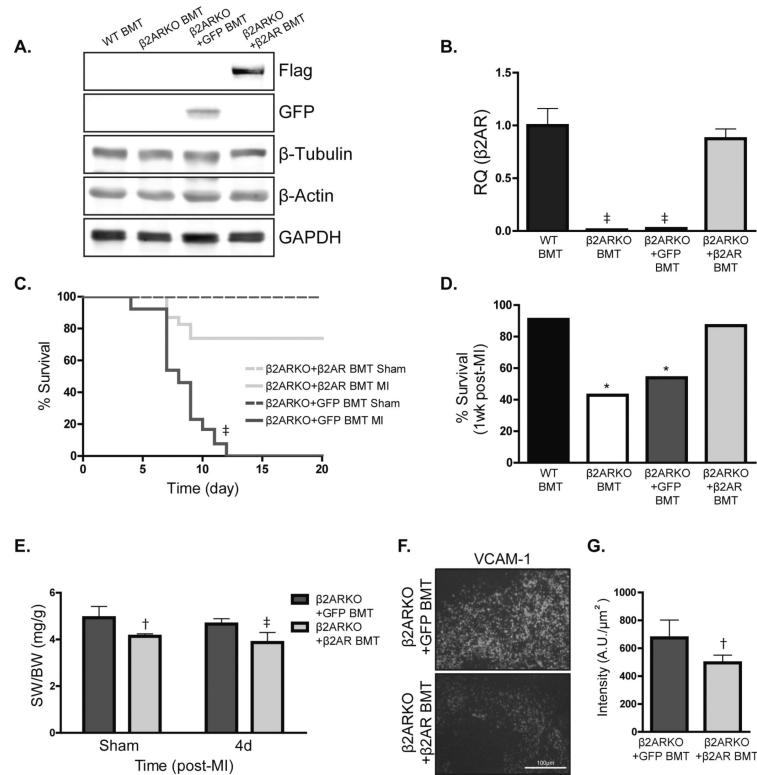 A.
WT BMT
β2ARKO BMT
β2ARKO
+GFP BMT
β2ARKO
+β2AR BMT
Flag
GFP
β-Tubulin
β-Actin
GAPDH
B.
RQ (β2AR)
1.5
1.0
0.5
0.0
‡
‡
WT
BMT
β2ARKO
BMT
β2ARKO
+GFP
BMT
β2ARKO
+β2AR
BMT
C.
% Survival
100
80
60
40
20
0
β2ARKO+β2AR BMT Sham
β2ARKO+β2AR BMT MI
β2ARKO+GFP BMT Sham
β2ARKO+GFP BMT MI
‡
0
5
10
15
20
Time (day)
D.
% Survival
(1wk post-MI)
100
80
60
40
20
0
*
*
WT
BMT
β2ARKO
BMT
β2ARKO
+GFP
BMT
β2ARKO
+β2AR
BMT
E.
SW/BW (mg/g)
6
4
2
0
†
‡
β2ARKO
+GFP BMT
β2ARKO
+β2AR BMT
Sham
4d
Time (post-MI)
F.
VCAM-1
β2ARKO
+GFP BMT
β2ARKO
+β2AR BMT
100μm
G.
Intensity (A.U./μm²)
1000
800
600
400
200
0
†
β2ARKO
+GFP BMT
β2ARKO
+β2AR BMT